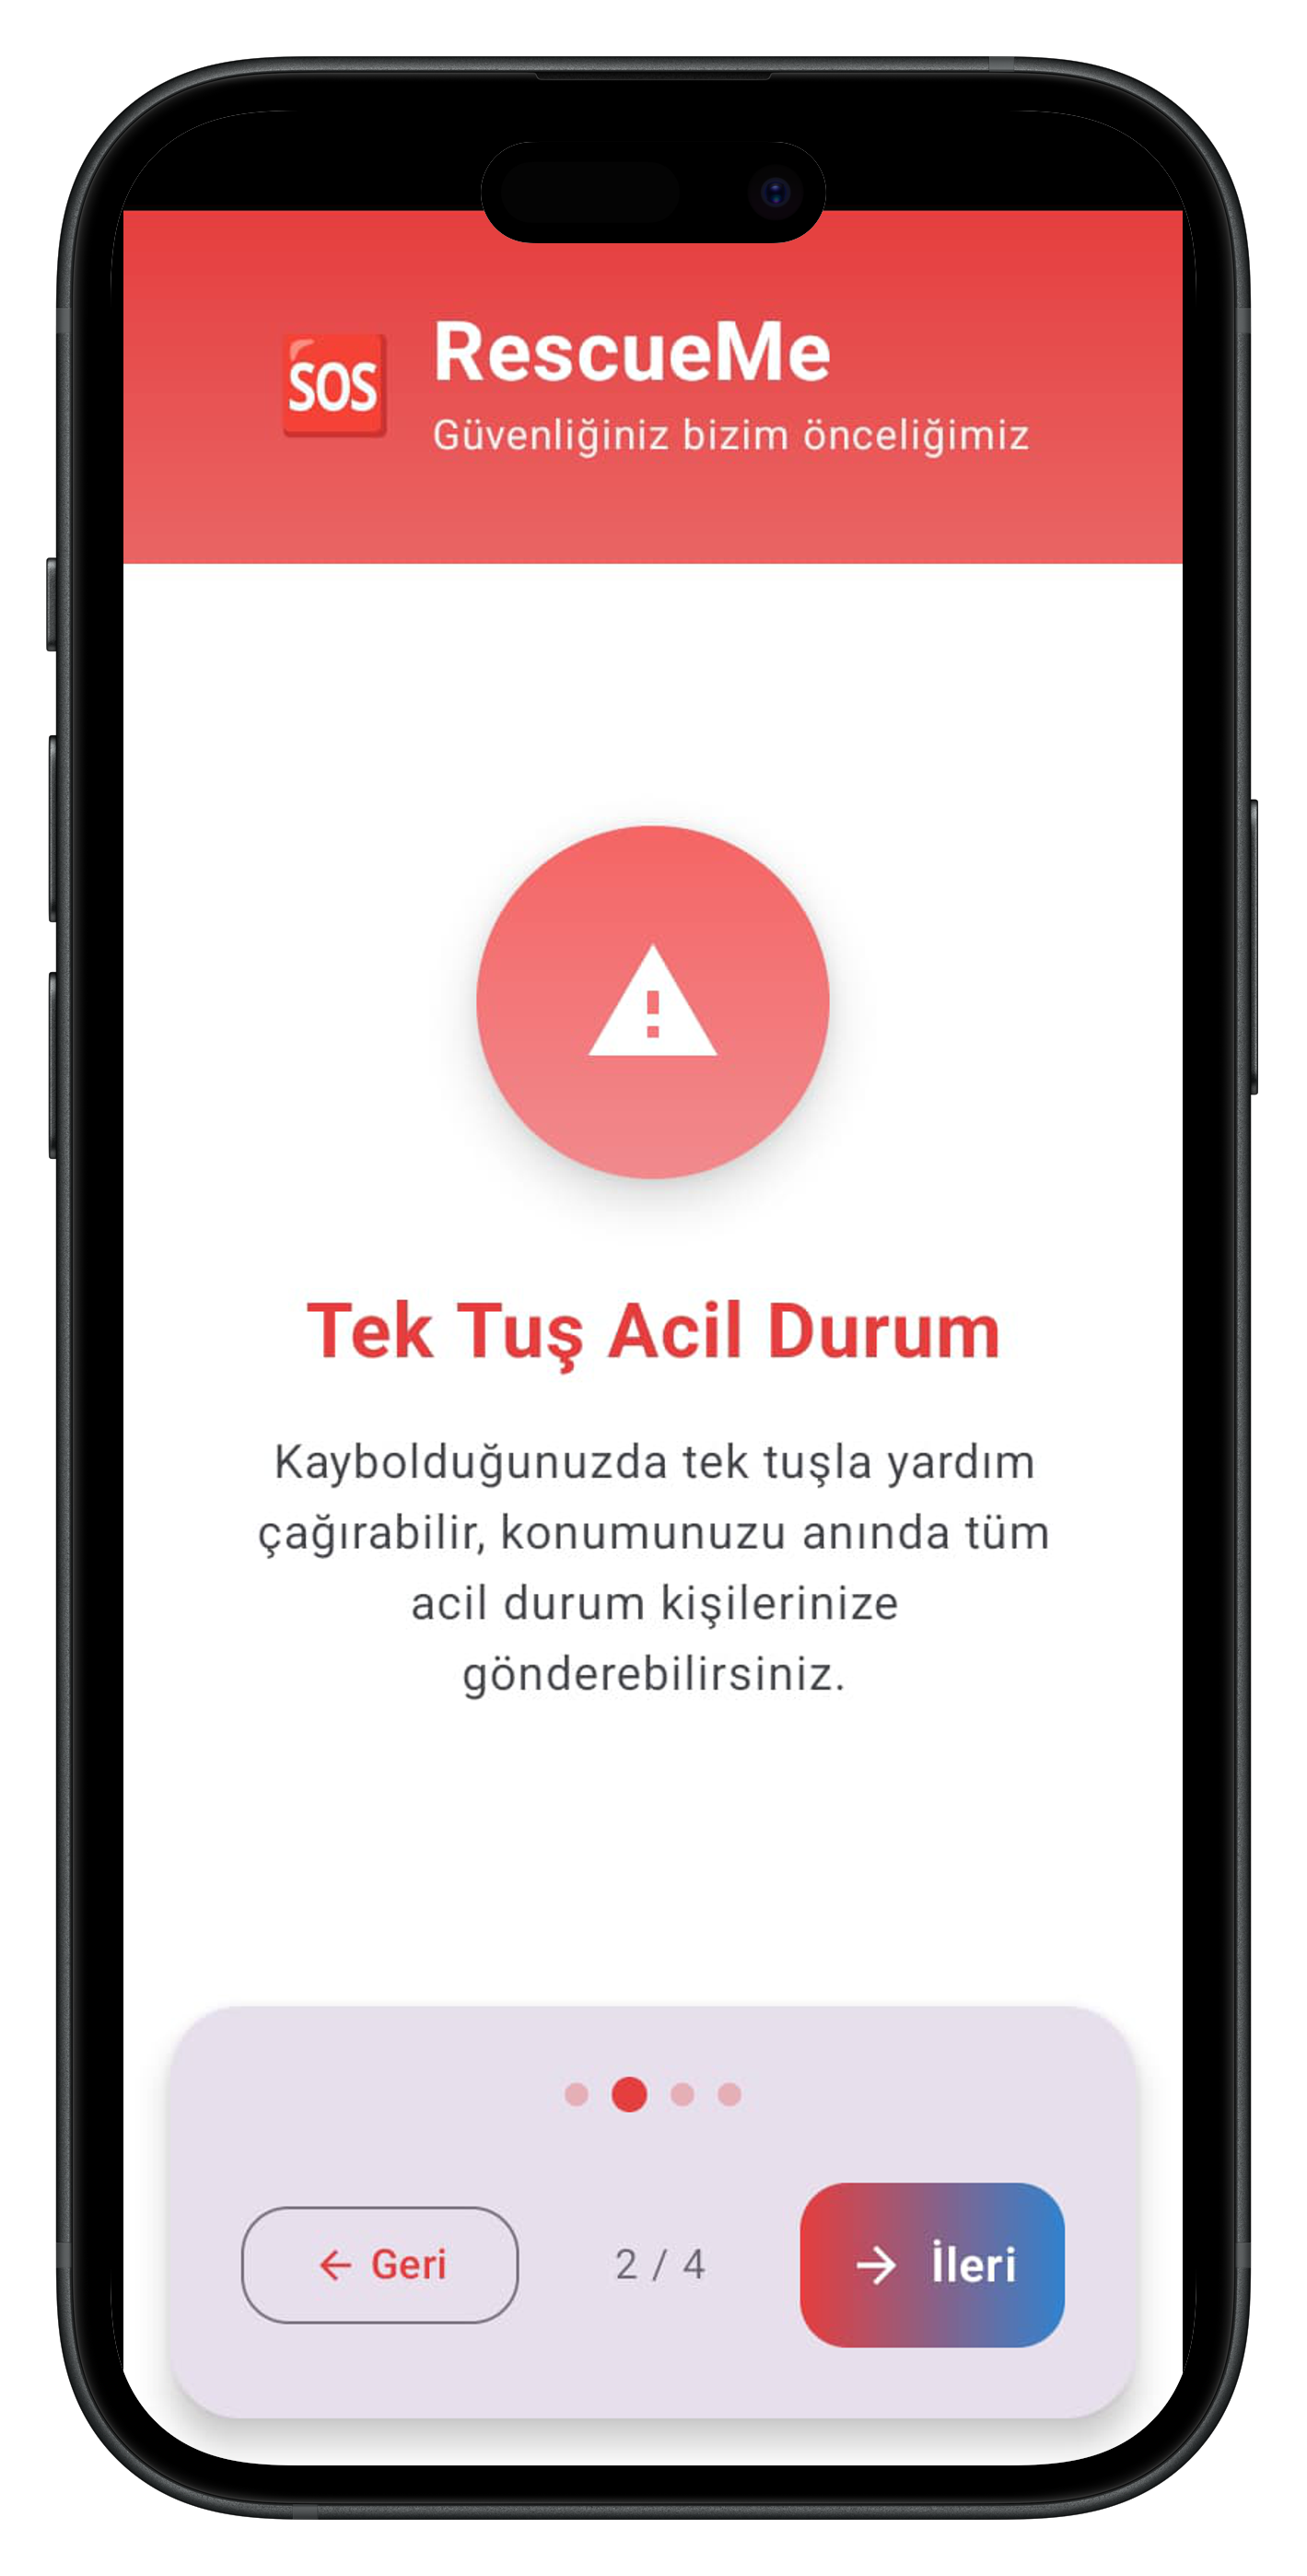 SOS
RescueMe
Güvenliğiniz bizim önceliğimiz
Tek Tuş Acil Durum
Kaybolduğunuzda tek tuşla yardım
çağırabilir, konumunuzu anında tüm
acil durum kişilerinize
gönderebilirsiniz.
← Geri
2 / 4
→ İleri